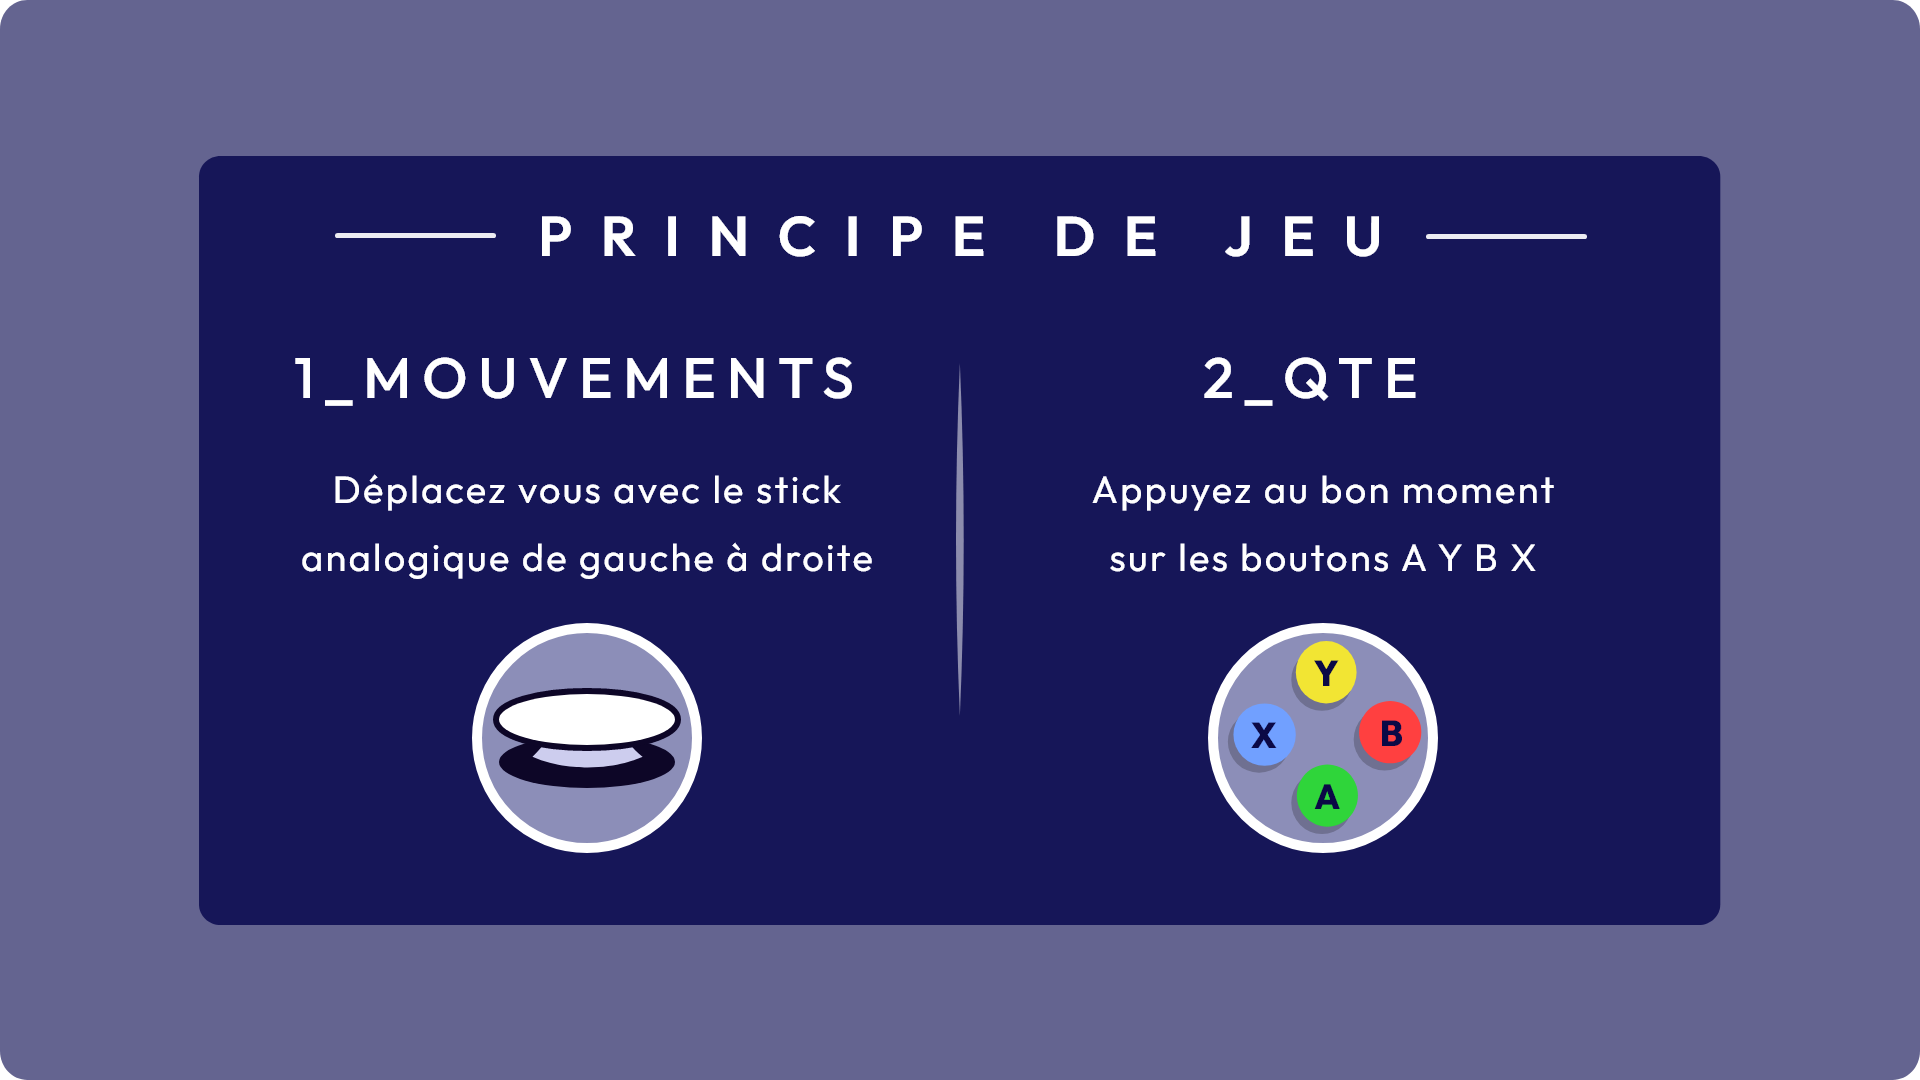 PRINCIPE DE JEU
1_MOUVEMENTS
Déplacez vous avec le stick
analogique de gauche à droite
2_QTE
Appuyez au bon moment
sur les boutons A Y B X
Y
X
B
A